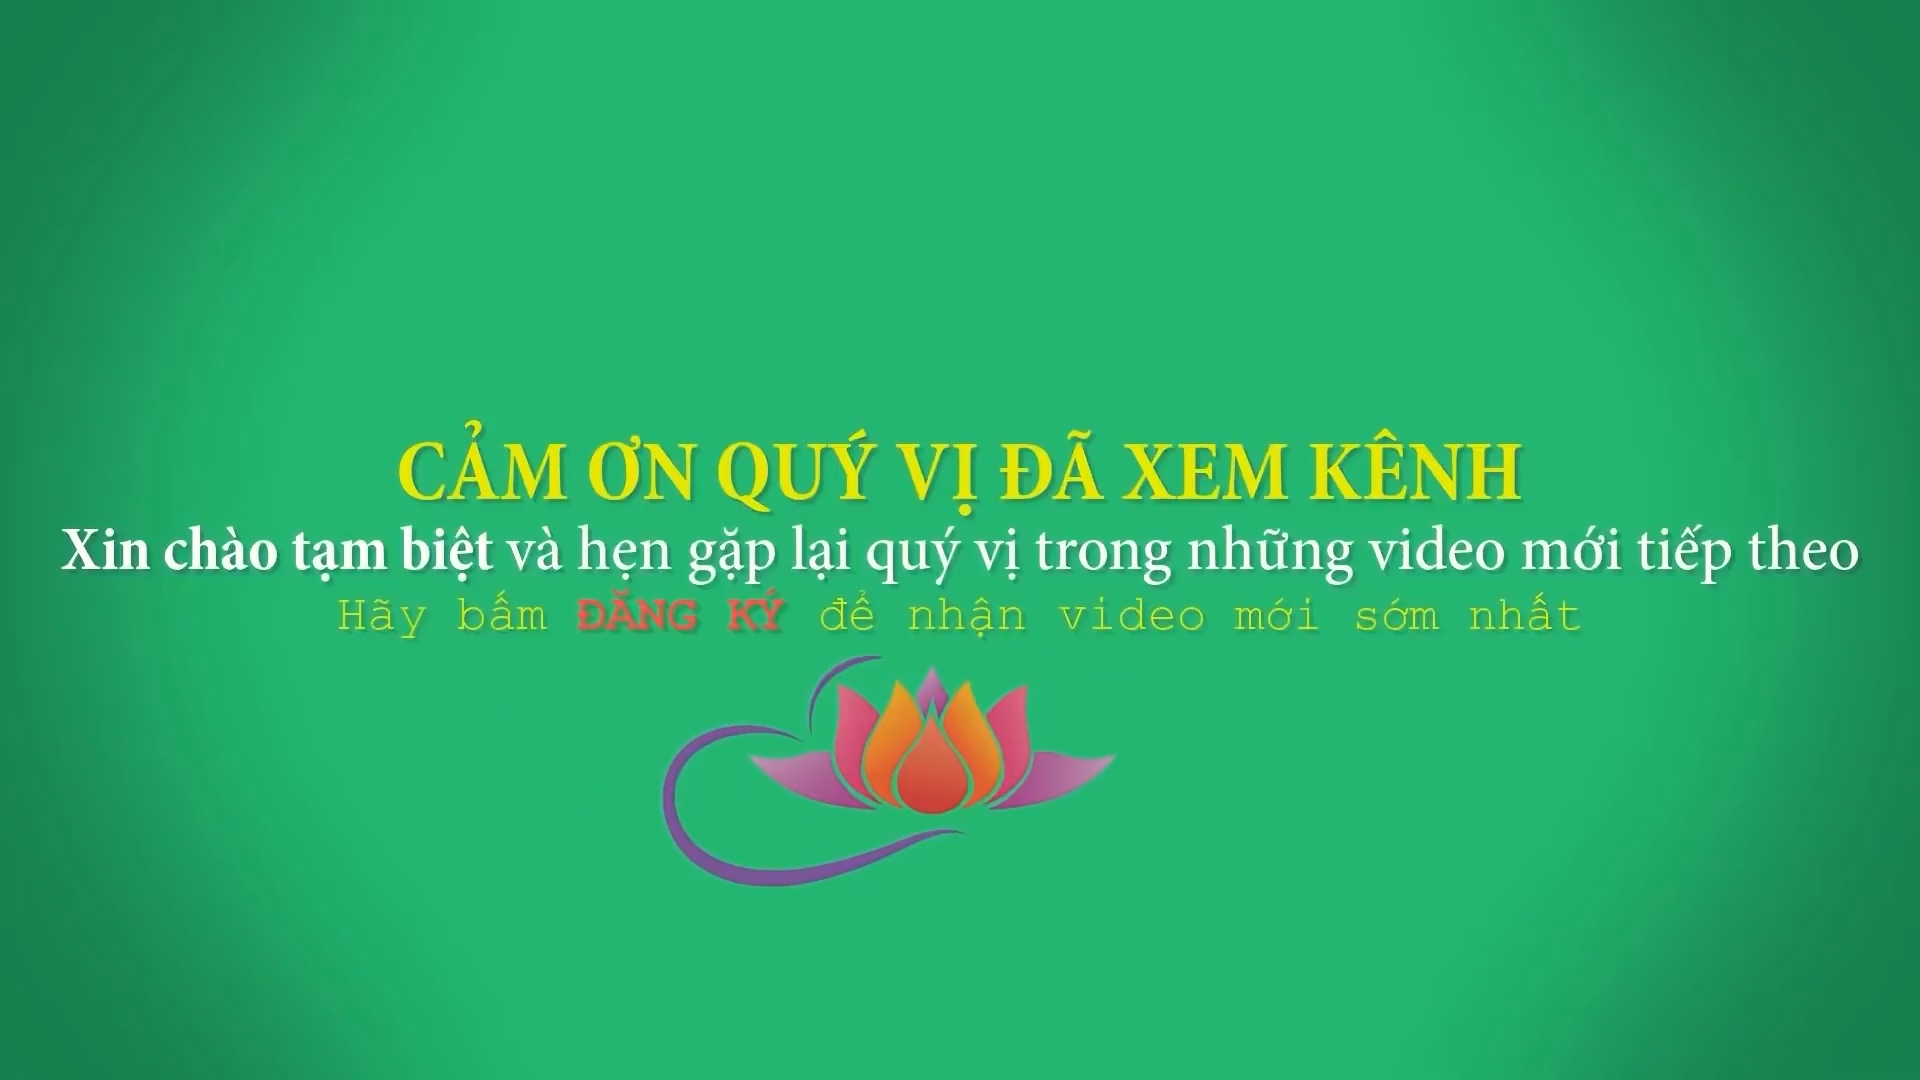 CẢM ƠN QUÝ VỊ ĐÃ XEM KÊNH
Xin chào tạm biệt và hẹn gặp lại quý vị trong những video mới tiếp theo
Hãy bấm ĐĂNG KÝ để nhận video mới sớm nhất